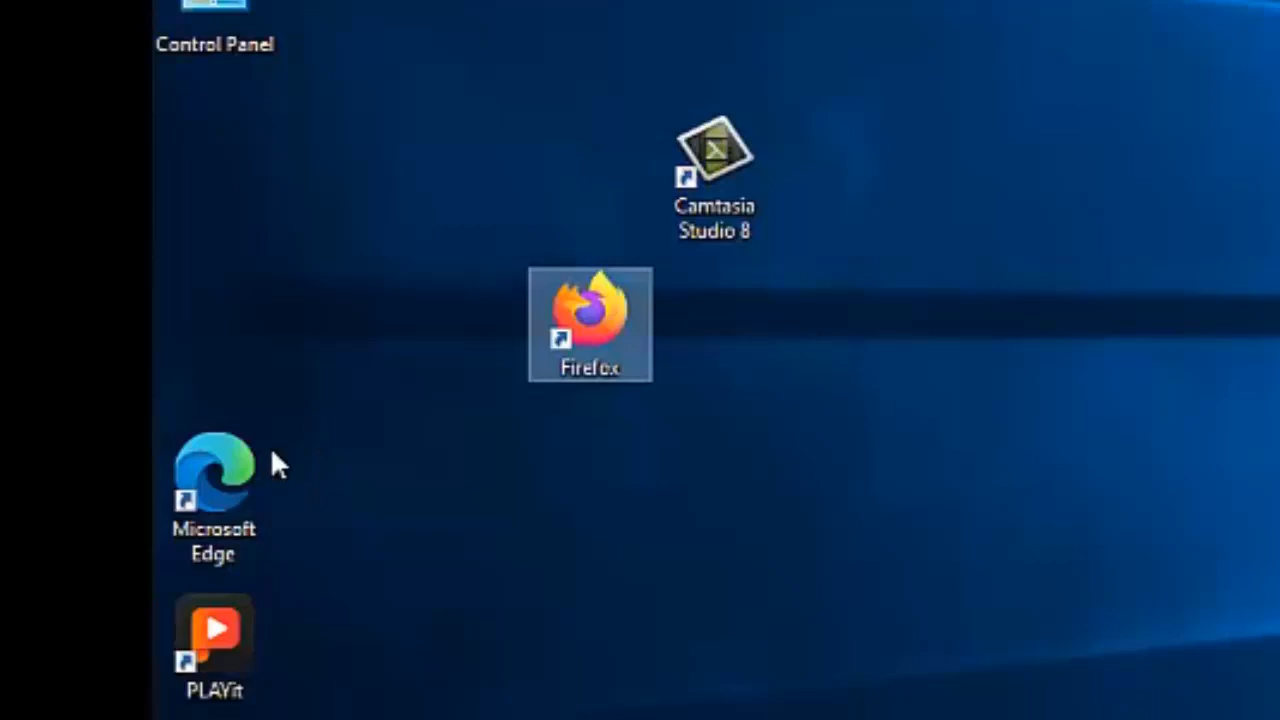 Control Panel
Camtasia
Studio 8
Firefox
Microsoft
Edge
PLAYit